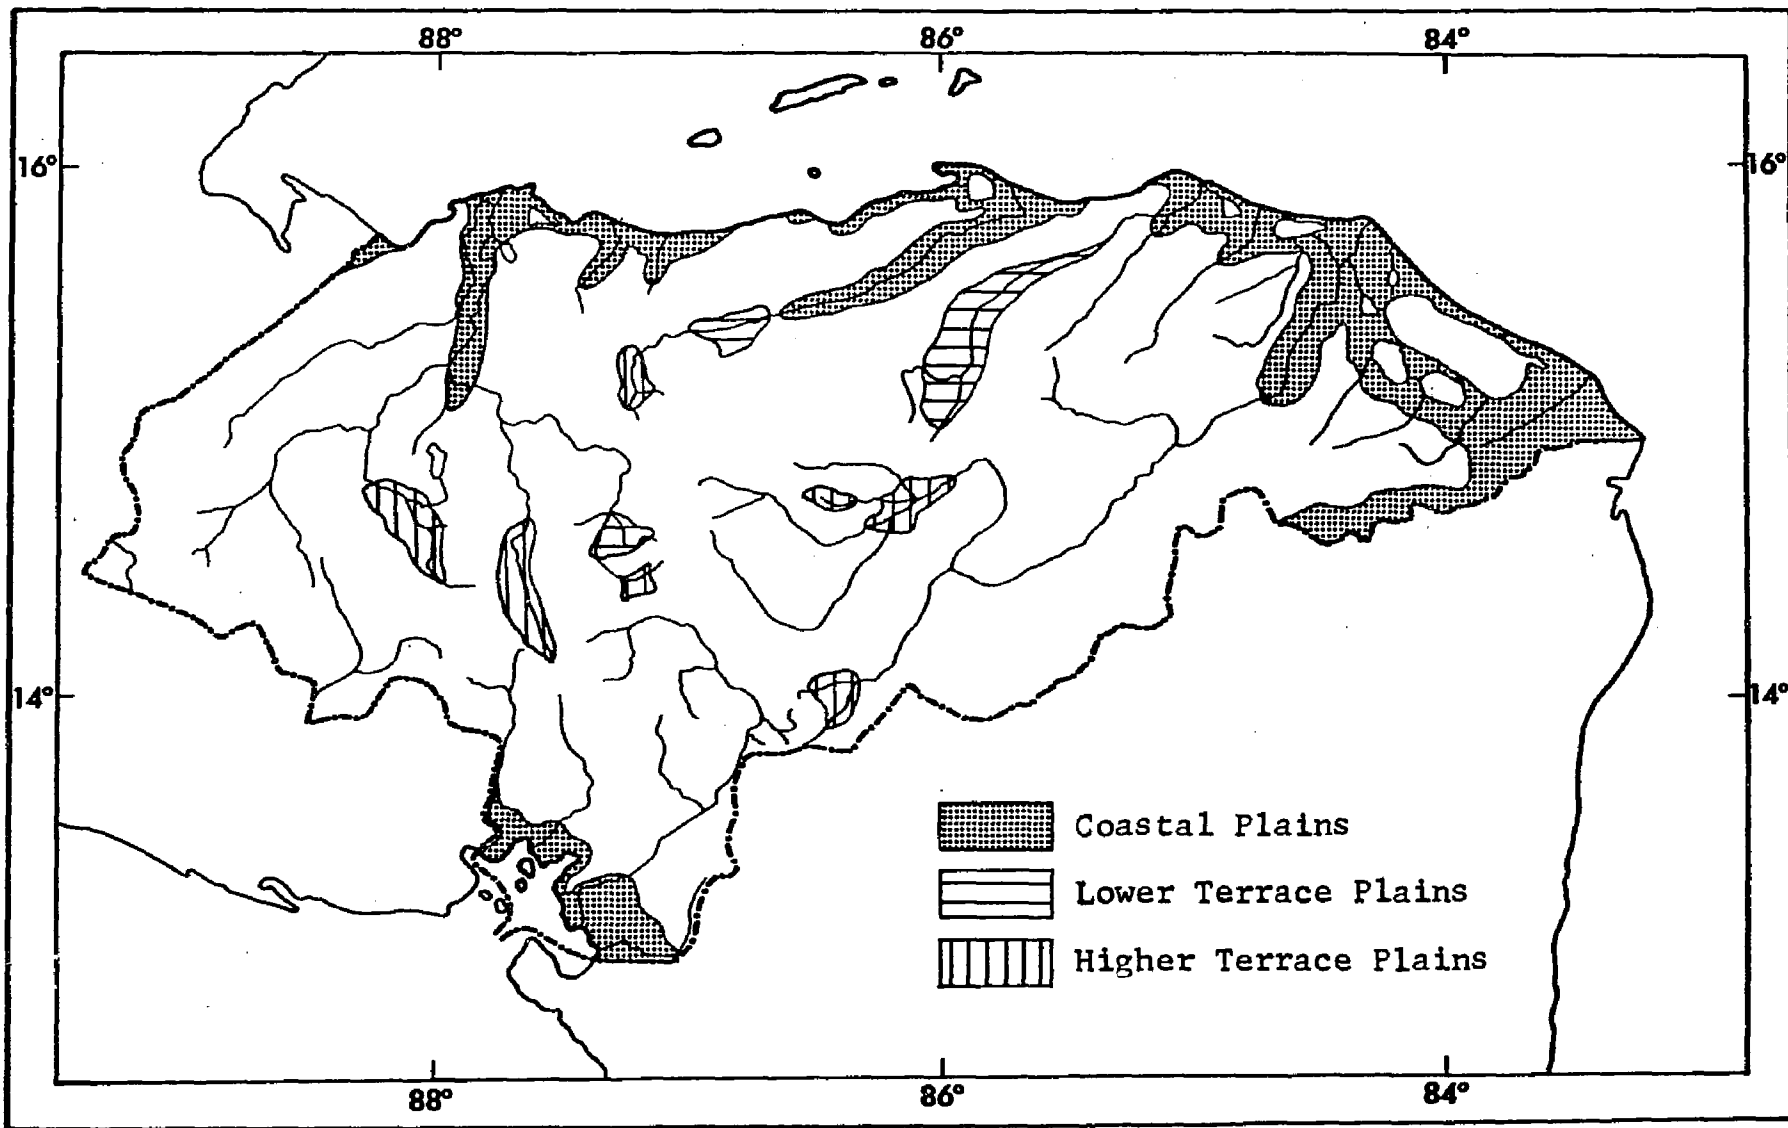 88° 86° 84°
16° 16°
14° 14°
Coastal Plains
Lower Terrace Plains
Higher Terrace Plains
88° 86° 84°